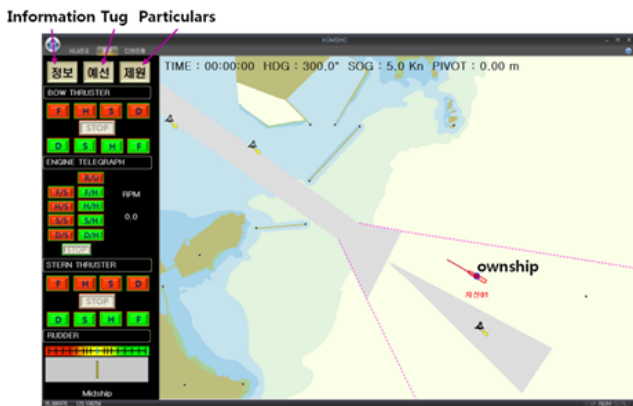 Information Tug Particulars
KOMSHO
정보 예선 제원
TIME : 00:00:00 HDG : 300.0° SOG : 5.0 Kn PIVOT : 0.00 m
BOW THRUSTER
F H S D
STOP
D S H F
ENGINE TELEGRAPH
N/U
F/S F/H
H/S H/H
S/S S/H
D/S D/H
RPM
0.0
STOP
STERN THRUSTER
F H S D
STOP
D S H F
RUDDER
Midship
ownship
자선01